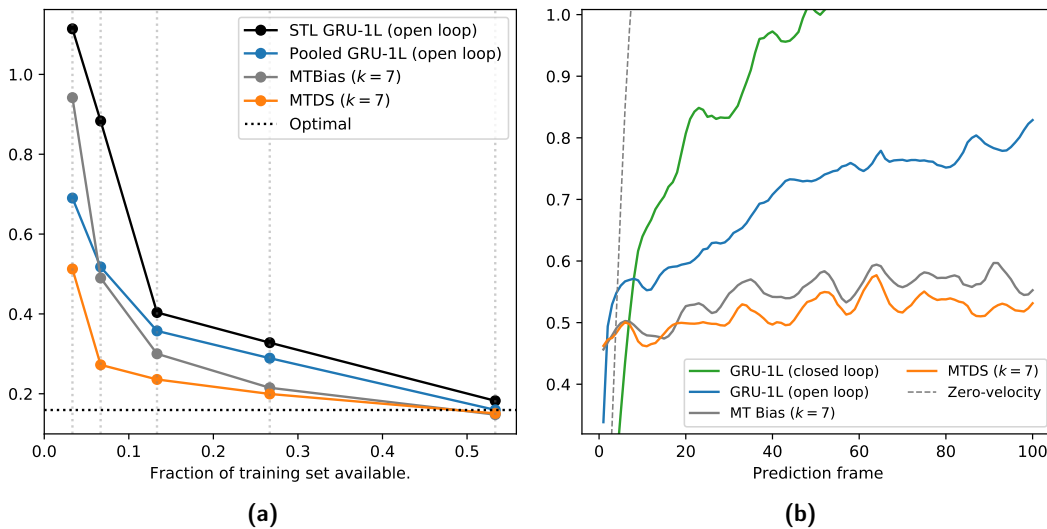 STL GRU-1L (open loop)
Pooled GRU-1L (open loop)
MTBias (k = 7)
MTDS (k = 7)
Optimal
1.0
0.8
0.6
0.4
0.2
0.0 0.1 0.2 0.3 0.4 0.5
Fraction of training set available.
(a)
1.0
0.9
0.8
0.7
0.6
0.5
0.4
GRU-1L (closed loop)
GRU-1L (open loop)
MT Bias (k = 7)
MTDS (k = 7)
Zero-velocity
0 20 40 60 80 100
Prediction frame
(b)